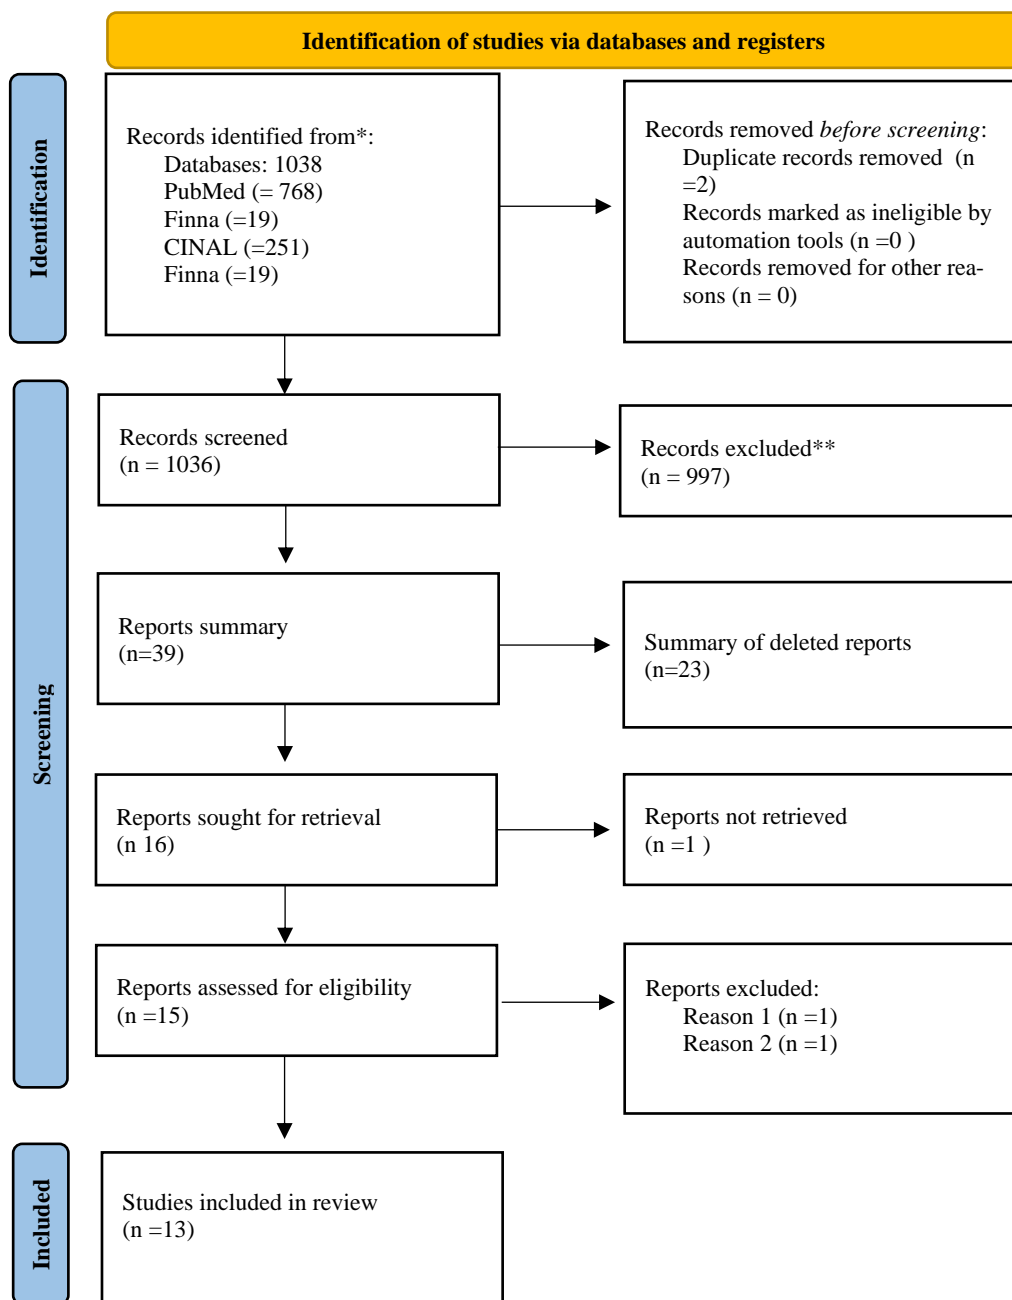 Identification of studies via databases and registers
Identification
Records identified from*:
Databases: 1038
PubMed (= 768)
Finna (=19)
CINAL (=251)
Finna (=19)
Records removed before screening:
Duplicate records removed (n
=2)
Records marked as ineligible by
automation tools (n =0 )
Records removed for other rea-
sons (n = 0)
Screening
Records screened
(n = 1036)
Records excluded**
(n = 997)
Reports summary
(n=39)
Summary of deleted reports
(n=23)
Reports sought for retrieval
(n 16)
Reports not retrieved
(n =1 )
Reports assessed for eligibility
(n =15)
Reports excluded:
Reason 1 (n =1)
Reason 2 (n =1)
Included
Studies included in review
(n =13)